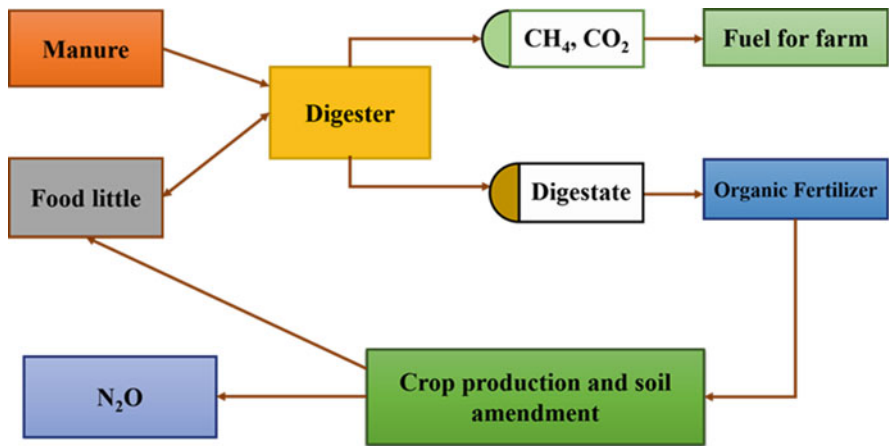 Manure
CH₄, CO₂
Fuel for farm
Digester
Food little
Digestate
Organic Fertilizer
Crop production and soil
amendment
N₂O